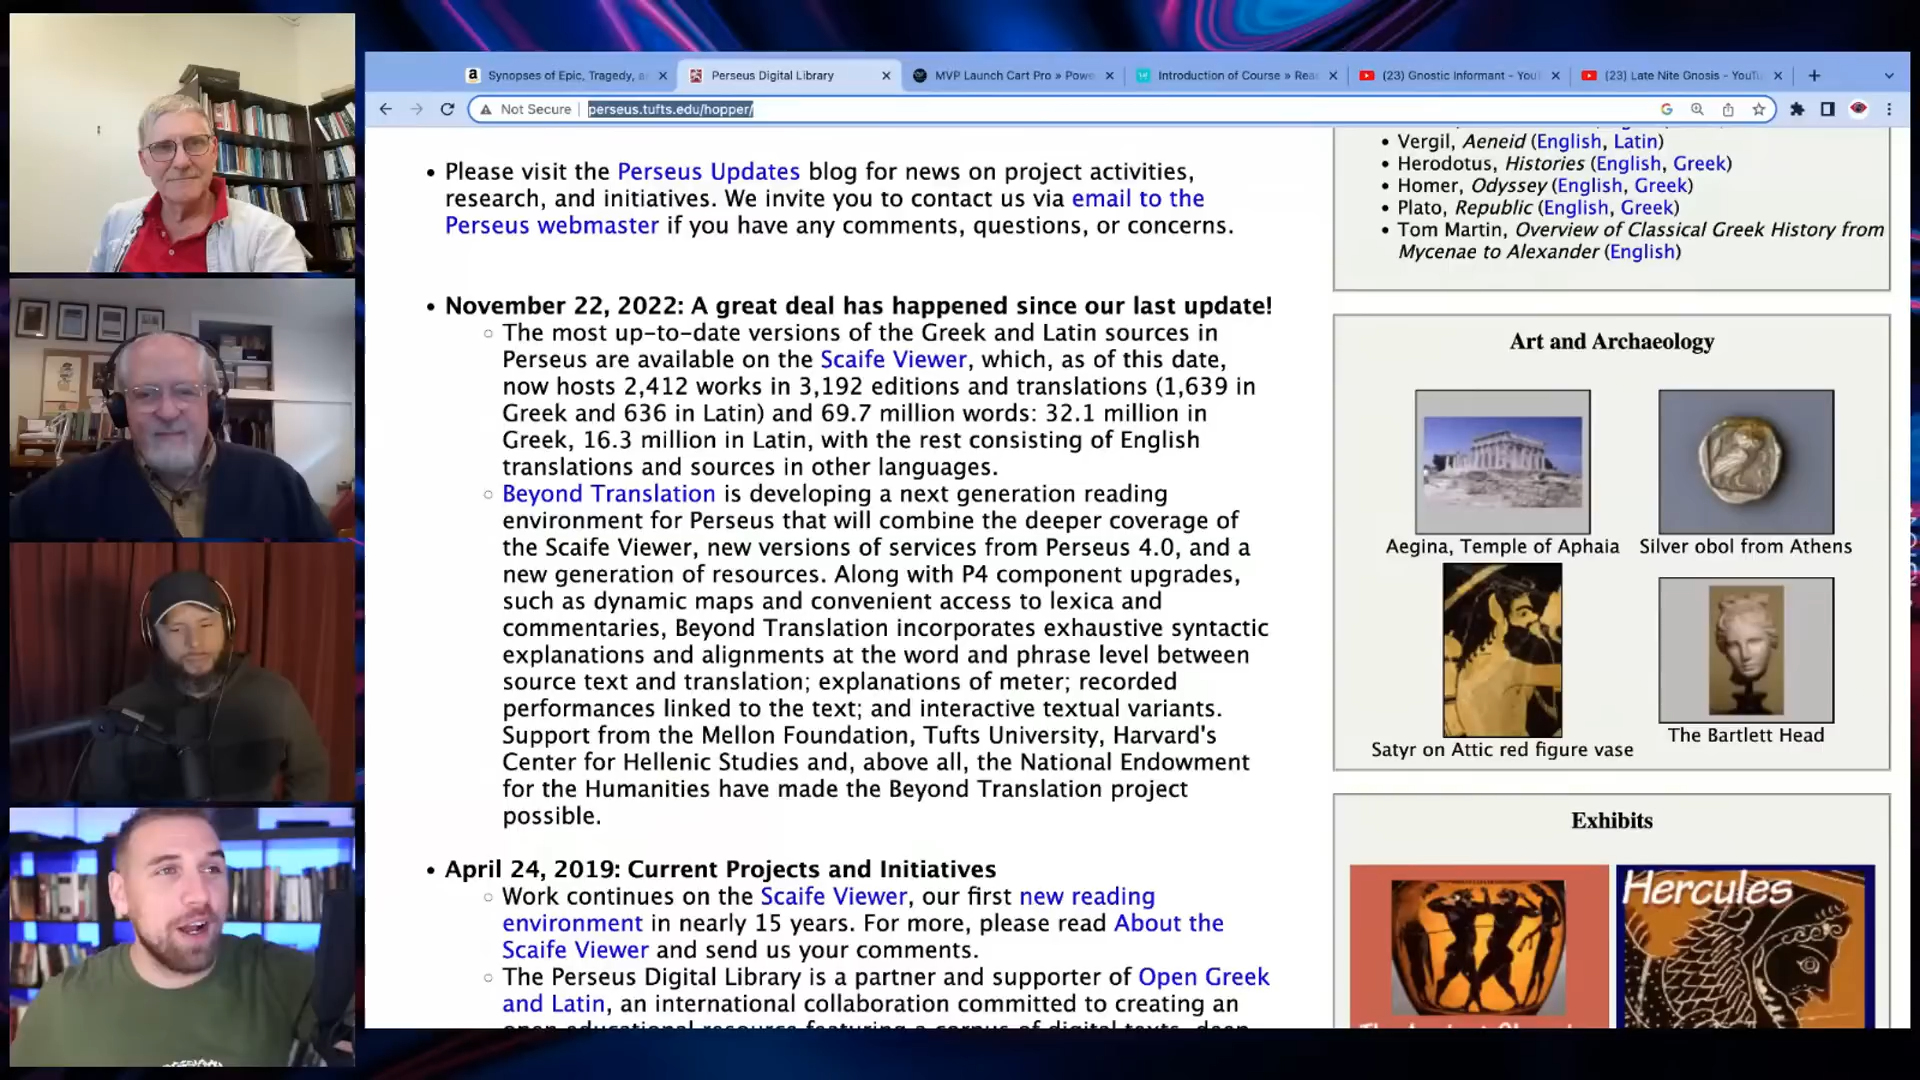 Synopses of Epic, Tragedy, a
Perseus Digital Library
MVP Launch Cart Pro » Powe
Introduction of Course » Rea
(23) Gnostic Informant - You
(23) Late Nite Gnosis - YouTu
Not Secure
perseus.tufts.edu/hopper/
• Please visit the Perseus Updates blog for news on project activities,
research, and initiatives. We invite you to contact us via email to the
Perseus webmaster if you have any comments, questions, or concerns.
• November 22, 2022: A great deal has happened since our last update!
○ The most up-to-date versions of the Greek and Latin sources in
Perseus are available on the Scaife Viewer, which, as of this date,
now hosts 2,412 works in 3,192 editions and translations (1,639 in
Greek and 636 in Latin) and 69.7 million words: 32.1 million in
Greek, 16.3 million in Latin, with the rest consisting of English
translations and sources in other languages.
○ Beyond Translation is developing a next generation reading
environment for Perseus that will combine the deeper coverage of
the Scaife Viewer, new versions of services from Perseus 4.0, and a
new generation of resources. Along with P4 component upgrades,
such as dynamic maps and convenient access to lexica and
commentaries, Beyond Translation incorporates exhaustive syntactic
explanations and alignments at the word and phrase level between
source text and translation; explanations of meter; recorded
performances linked to the text; and interactive textual variants.
Support from the Mellon Foundation, Tufts University, Harvard's
Center for Hellenic Studies and, above all, the National Endowment
for the Humanities have made the Beyond Translation project
possible.
• April 24, 2019: Current Projects and Initiatives
○ Work continues on the Scaife Viewer, our first new reading
environment in nearly 15 years. For more, please read About the
Scaife Viewer and send us your comments.
○ The Perseus Digital Library is a partner and supporter of Open Greek
and Latin, an international collaboration committed to creating an
open educational resource featuring a corpus of digital texts, deep
• Vergil, Aeneid (English, Latin)
• Herodotus, Histories (English, Greek)
• Homer, Odyssey (English, Greek)
• Plato, Republic (English, Greek)
• Tom Martin, Overview of Classical Greek History from
Mycenae to Alexander (English)
Art and Archaeology
Aegina, Temple of Aphaia
Silver obol from Athens
Satyr on Attic red figure vase
The Bartlett Head
Exhibits
Hercules